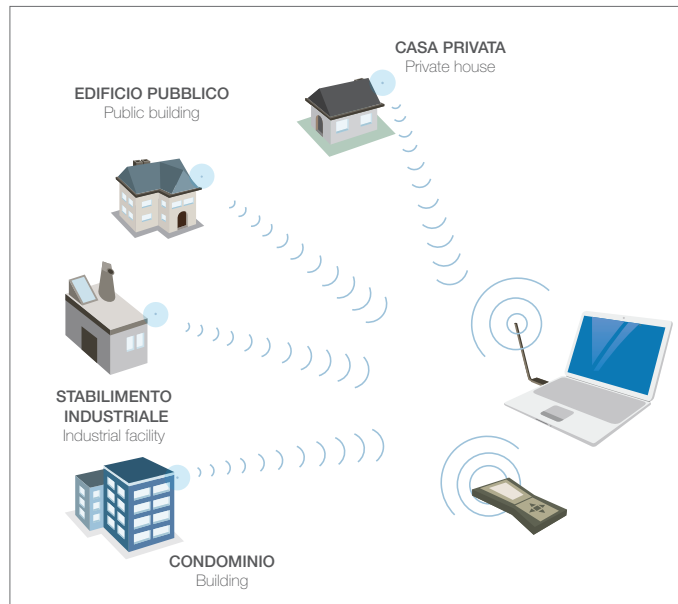 CASA PRIVATA
Private house
EDIFICIO PUBBLICO
Public building
STABILIMENTO
INDUSTRIALE
Industrial facility
CONDOMINIO
Building